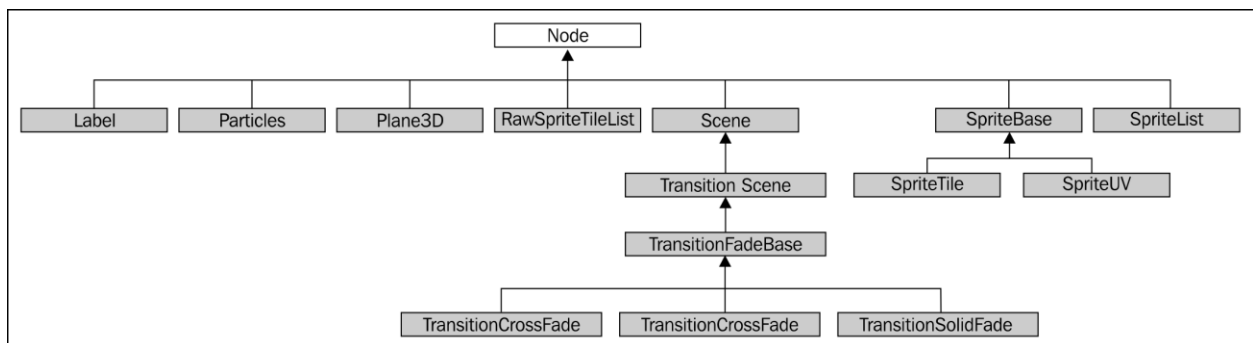 Node
Label
Particles
Plane3D
RawSpriteTileList
Scene
SpriteBase
SpriteList
Transition Scene
SpriteTile
SpriteUV
TransitionFadeBase
TransitionCrossFade
TransitionCrossFade
TransitionSolidFade